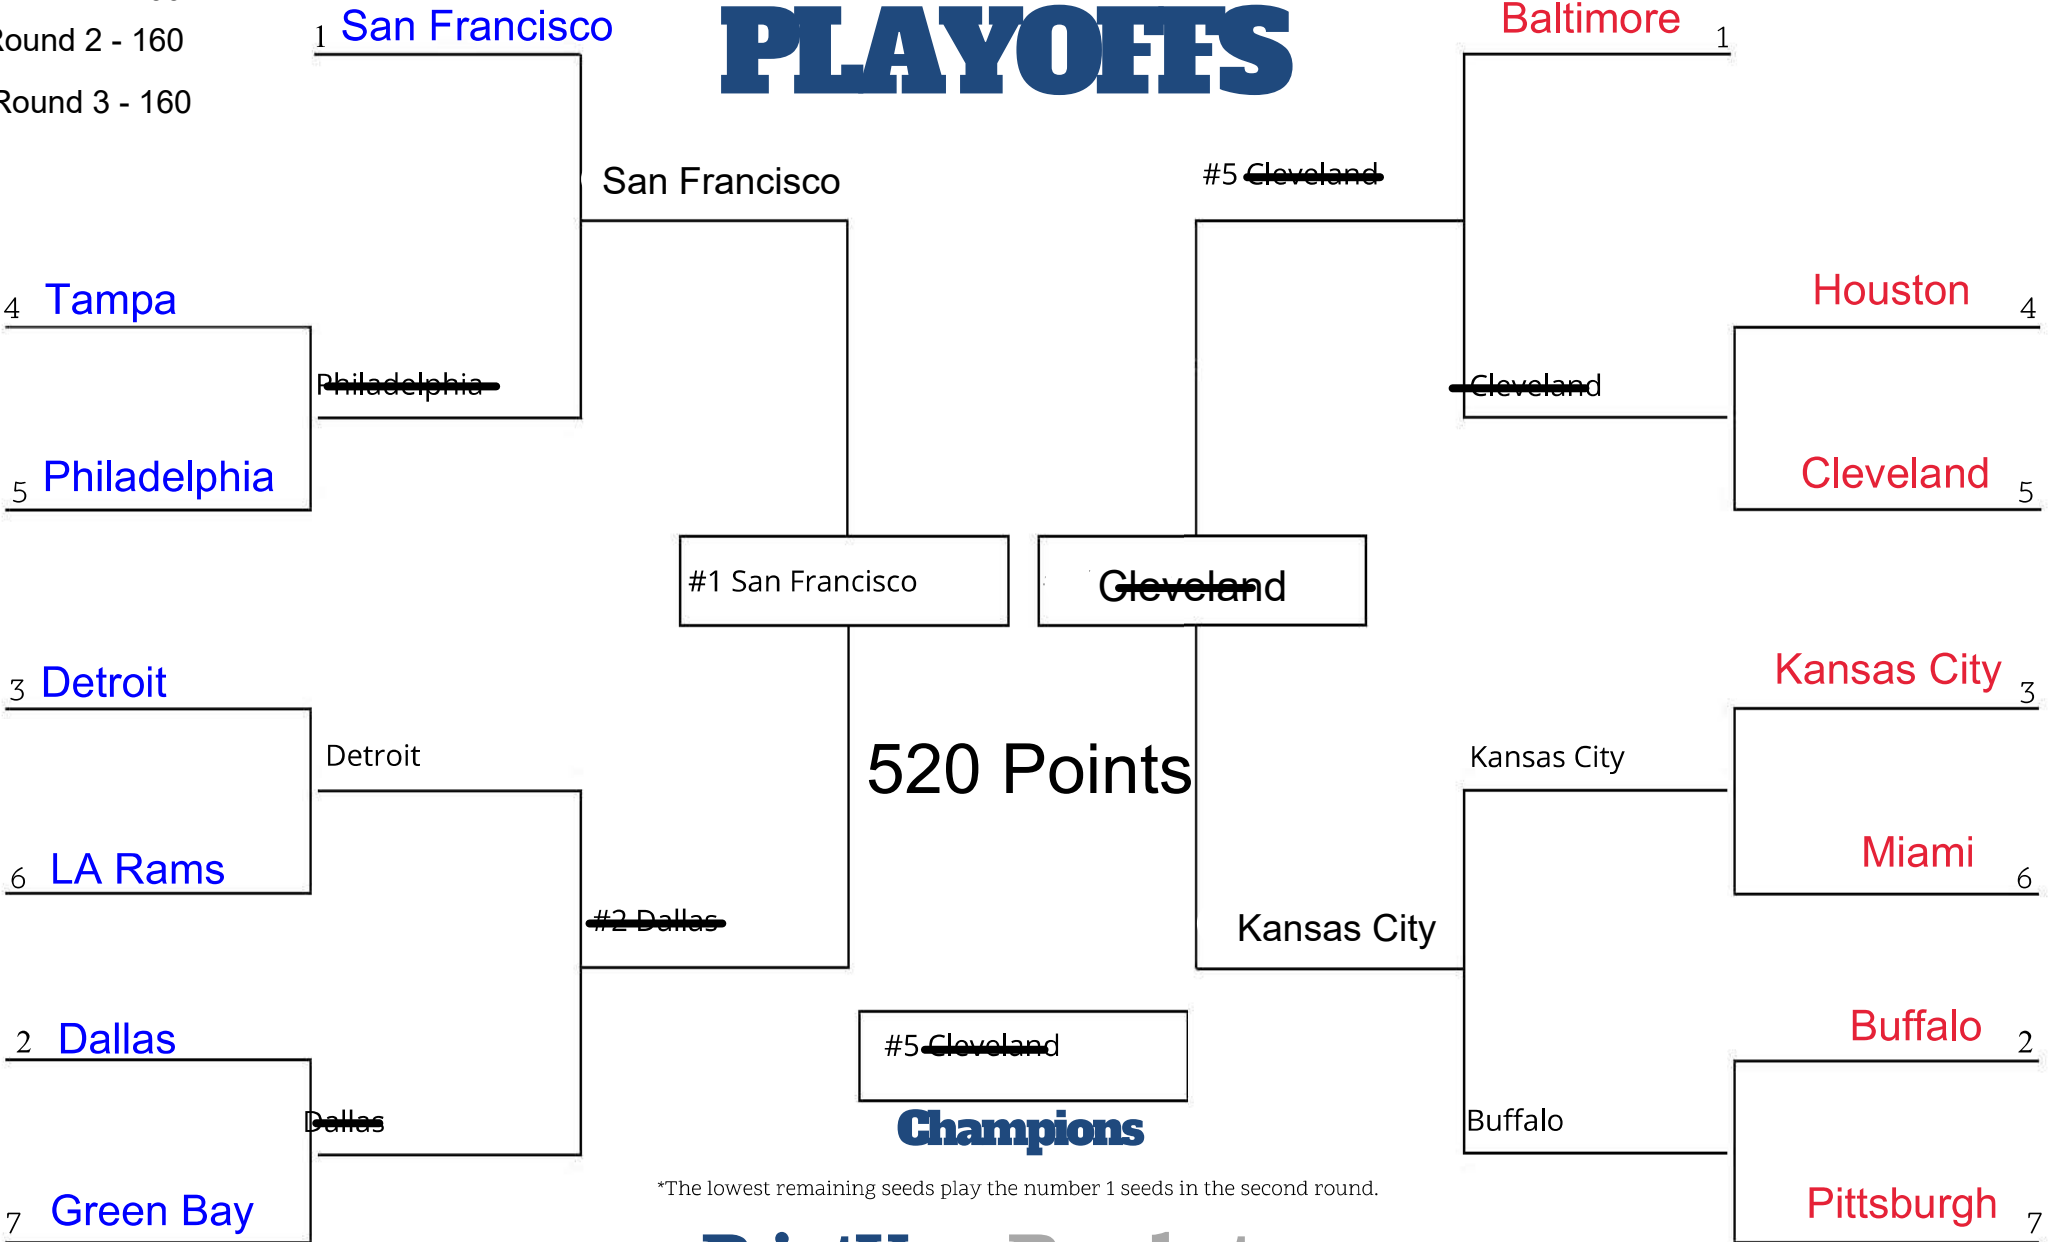 Round 2 - 160
Round 3 - 160
PLAYOFFS
1 San Francisco
Baltimore 1
San Francisco
#5 Cleveland
4 Tampa
Houston 4
Philadelphia
Cleveland
5 Philadelphia
Cleveland 5
#1 San Francisco
Cleveland
3 Detroit
Kansas City 3
Detroit
520 Points
Kansas City
6 LA Rams
Miami 6
#2 Dallas
Kansas City
2 Dallas
Buffalo 2
#5 Cleveland
Dallas
Champions
Buffalo
*The lowest remaining seeds play the number 1 seeds in the second round.
7 Green Bay
Pittsburgh 7